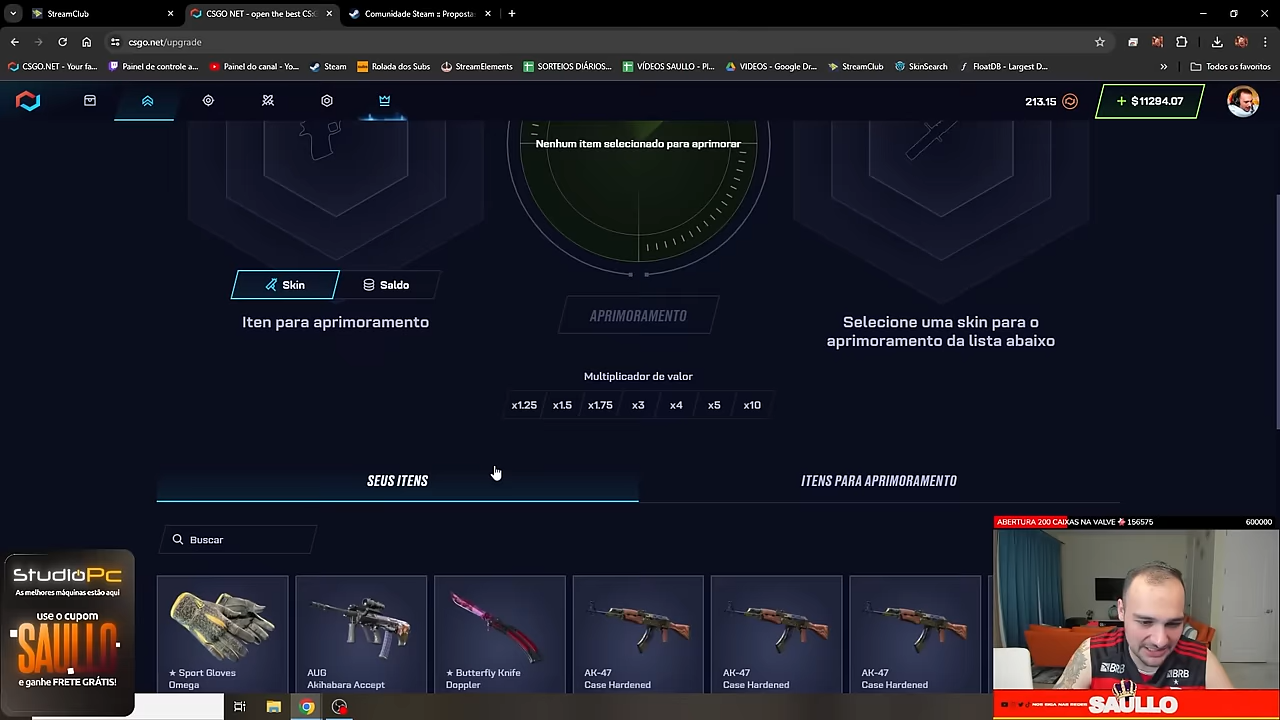 StreamClub
CSGO NET - open the best CS:
Comunidade Steam :: Proposta
csgo.net/upgrade
CSGO.NET - Your fa...
Painel de controle a...
Painel do canal - Yo...
Steam
Rolada dos Subs
StreamElements
SORTEIOS DIÁRIOS...
VÍDEOS SAULLO - Pl...
VIDEOS - Google Dr...
StreamClub
SkinSearch
FloatDB - Largest D...
Todos os favoritos
213.15
+ $11294.07
Nenhum item selecionado para aprimorar
Skin
Saldo
Iten para aprimoramento
APRIMORAMENTO
Selecione uma skin para o
aprimoramento da lista abaixo
Multiplicador de valor
x1.25 x1.5 x1.75 x3 x4 x5 x10
SEUS ITENS
ITENS PARA APRIMORAMENTO
Buscar
★ Sport Gloves
Omega
AUG
Akihabara Accept
★ Butterfly Knife
Doppler
AK-47
Case Hardened
AK-47
Case Hardened
AK-47
Case Hardened
StudioPc
As melhores máquinas estão aqui
use o cupom
SAULLO
e ganhe FRETE GRÁTIS!
ABERTURA 200 CAIXAS NA VALVE 156575
600000
BRB
BRB
NOS SIGA NAS REDES
SAULLO